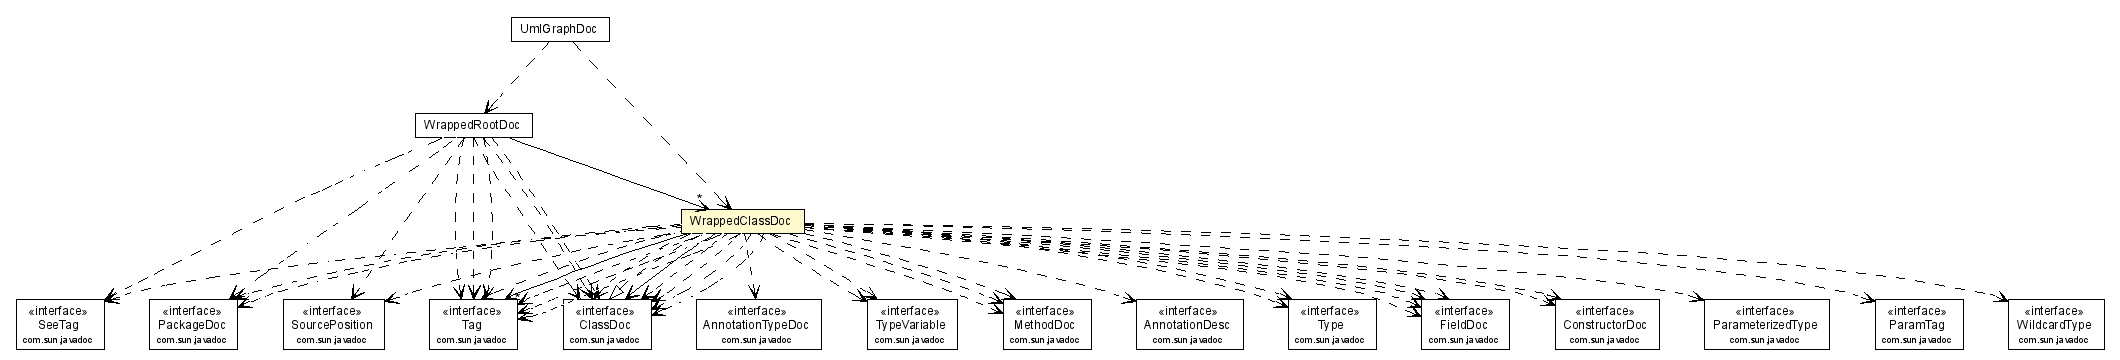 UmlGraphDoc
WrappedRootDoc
*
WrappedClassDoc
«interface»
SeeTag
com.sun.javadoc
«interface»
PackageDoc
com.sun.javadoc
«interface»
SourcePosition
com.sun.javadoc
«interface»
Tag
com.sun.javadoc
«interface»
ClassDoc
com.sun.javadoc
«interface»
AnnotationTypeDoc
com.sun.javadoc
«interface»
TypeVariable
com.sun.javadoc
«interface»
MethodDoc
com.sun.javadoc
«interface»
AnnotationDesc
com.sun.javadoc
«interface»
Type
com.sun.javadoc
«interface»
FieldDoc
com.sun.javadoc
«interface»
ConstructorDoc
com.sun.javadoc
«interface»
ParameterizedType
com.sun.javadoc
«interface»
ParamTag
com.sun.javadoc
«interface»
WildcardType
com.sun.javadoc